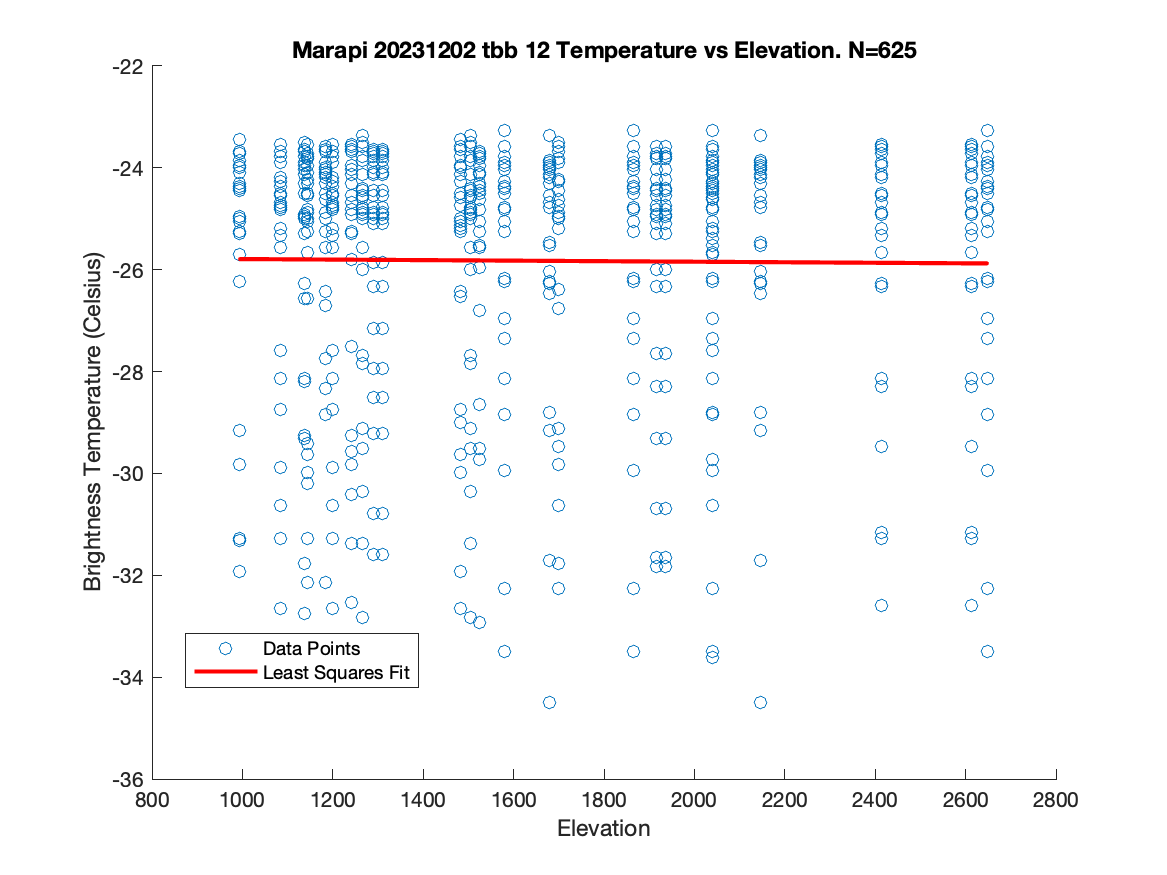 Marapi 20231202 tbb 12 Temperature vs Elevation. N=625
-22
-24
-26
-28
-30
-32
-34
-36
Brightness Temperature (Celsius)
Data Points
Least Squares Fit
800 1000 1200 1400 1600 1800 2000 2200 2400 2600 2800
Elevation